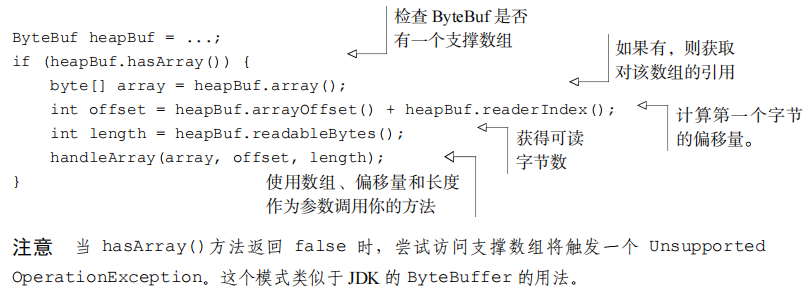 检查 ByteBuf 是否
有一个支撑数组
ByteBuf heapBuf = ...;
if (heapBuf.hasArray()) {
如果有，则获取
对该数组的引用
byte[] array = heapBuf.array();
int offset = heapBuf.arrayOffset() + heapBuf.readerIndex();
计算第一个字节
的偏移量。
int length = heapBuf.readableBytes();
获得可读
字节数
handleArray(array, offset, length);
}
使用数组、偏移量和长度
作为参数调用你的方法
注意 当 hasArray()方法返回 false 时，尝试访问支撑数组将触发一个 Unsupported
OperationException。这个模式类似于 JDK 的 ByteBuffer 的用法。